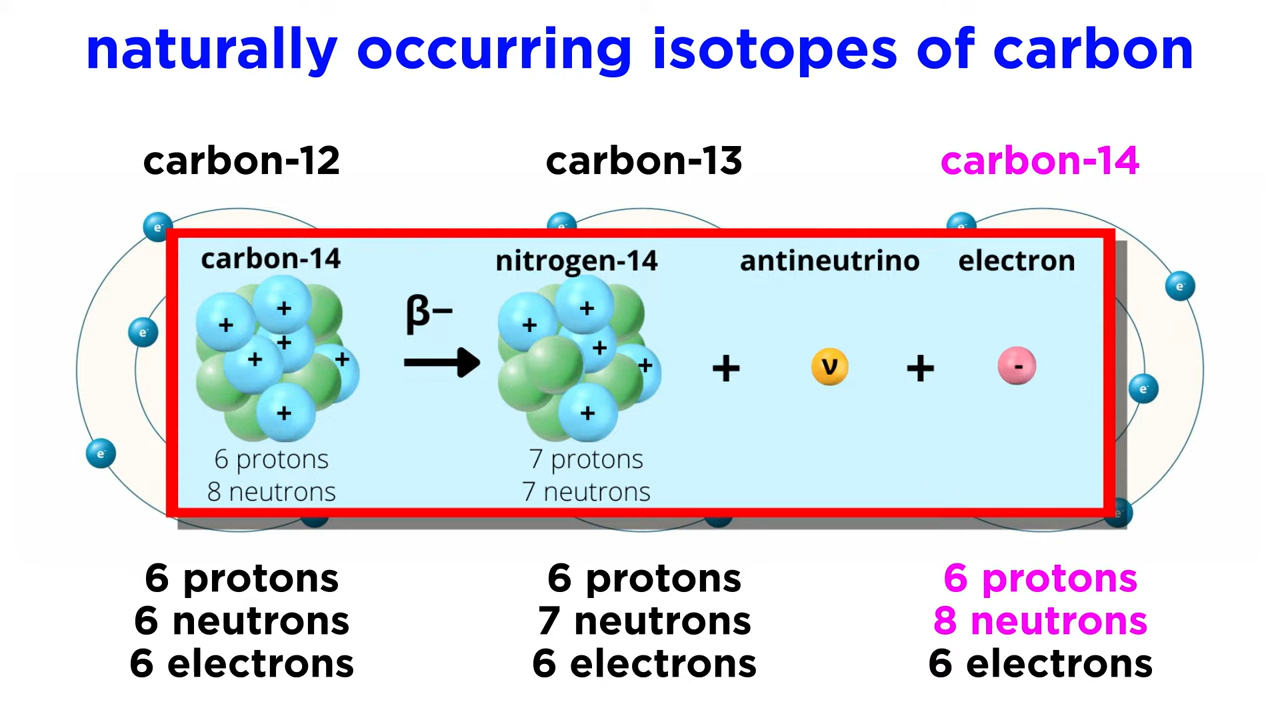 naturally occurring isotopes of carbon
carbon-12 carbon-13 carbon-14
e- e- e-
carbon-14 nitrogen-14 antineutrino electron
e-
β−
+ + + +
+ + + +
e-
+ + + +
+ ν + -
e-
+ +
e-
6 protons 7 protons
8 neutrons 7 neutrons
e-
6 protons 6 protons 6 protons
6 neutrons 7 neutrons 8 neutrons
6 electrons 6 electrons 6 electrons